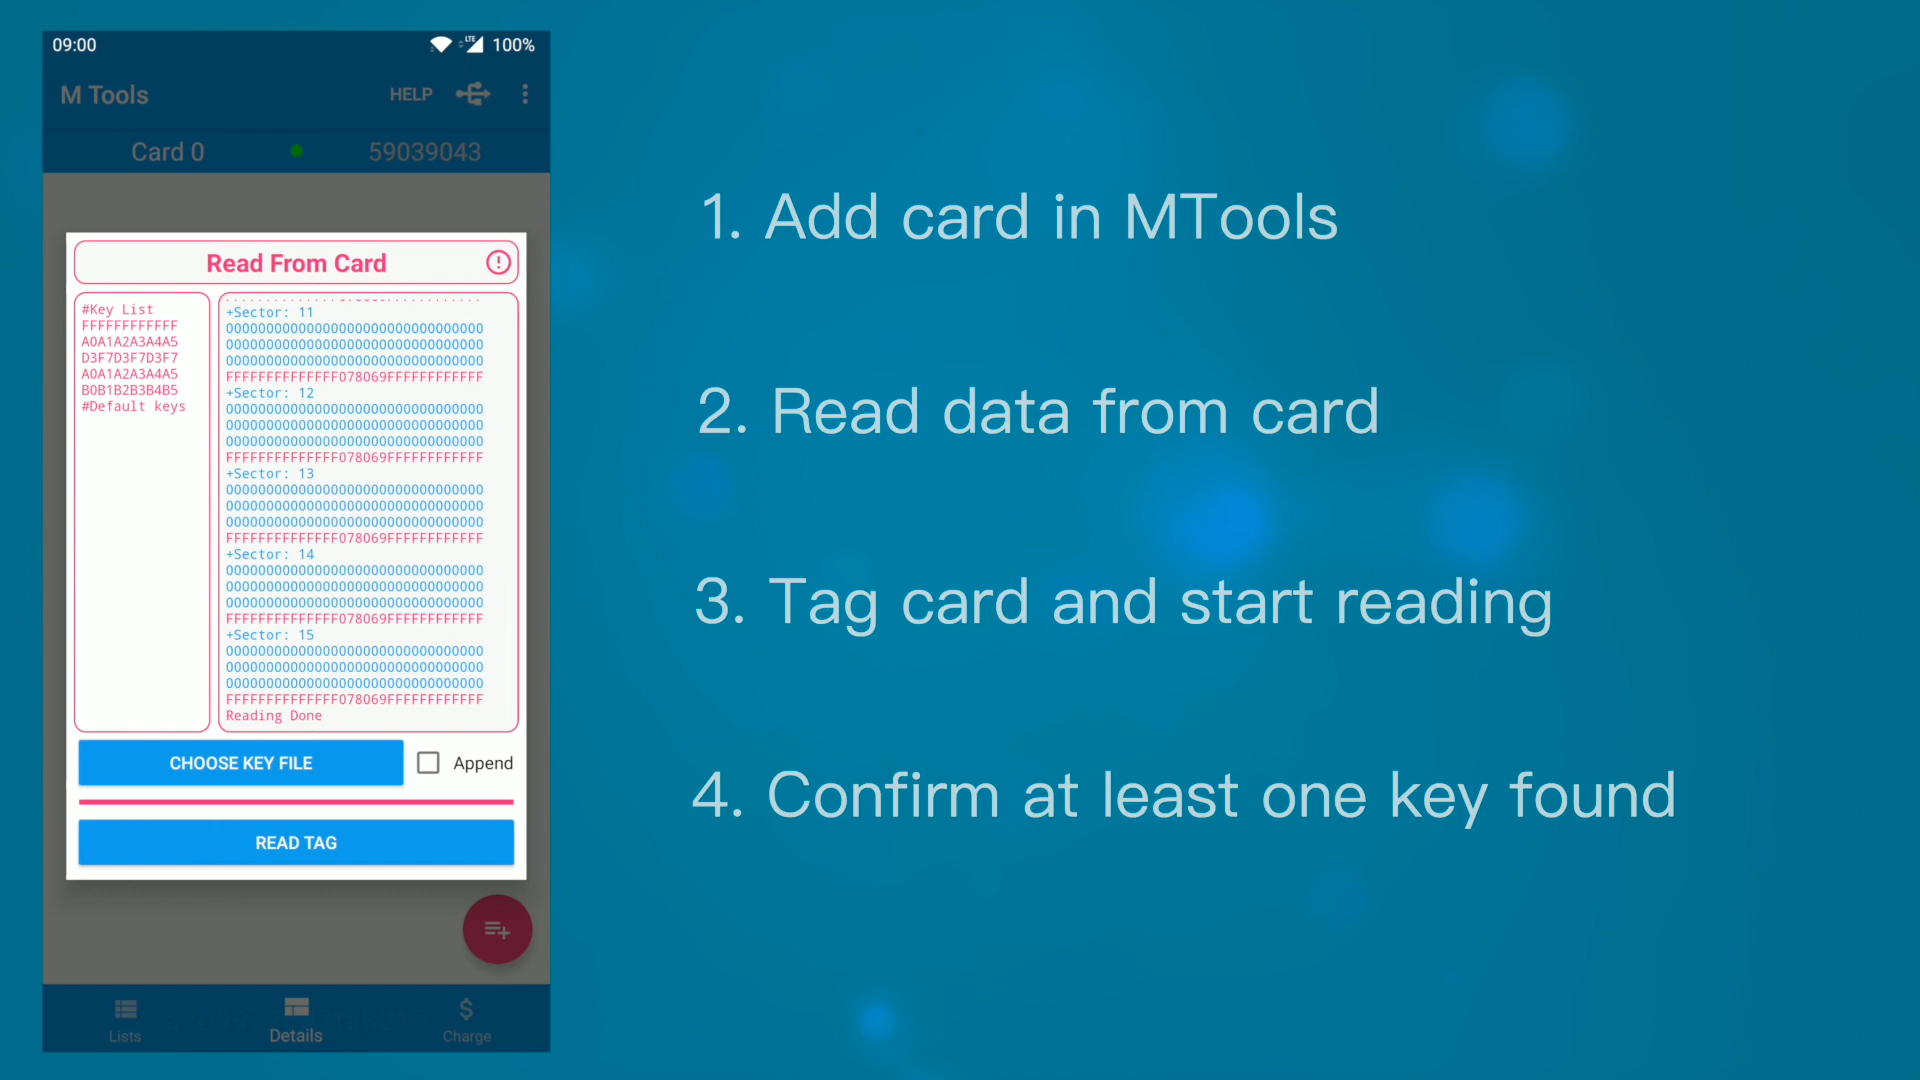 09:00
LTE
100%
M Tools
HELP
Card 0
59039043
Read From Card
#Key List
FFFFFFFFFFFF
A0A1A2A3A4A5
D3F7D3F7D3F7
A0A1A2A3A4A5
B0B1B2B3B4B5
#Default keys
+Sector: 11
00000000000000000000000000000000
00000000000000000000000000000000
00000000000000000000000000000000
FFFFFFFFFFFFFF078069FFFFFFFFFFFF
+Sector: 12
00000000000000000000000000000000
00000000000000000000000000000000
00000000000000000000000000000000
FFFFFFFFFFFFFF078069FFFFFFFFFFFF
+Sector: 13
00000000000000000000000000000000
00000000000000000000000000000000
00000000000000000000000000000000
FFFFFFFFFFFFFF078069FFFFFFFFFFFF
+Sector: 14
00000000000000000000000000000000
00000000000000000000000000000000
00000000000000000000000000000000
FFFFFFFFFFFFFF078069FFFFFFFFFFFF
+Sector: 15
00000000000000000000000000000000
00000000000000000000000000000000
00000000000000000000000000000000
FFFFFFFFFFFFFF078069FFFFFFFFFFFF
Reading Done
CHOOSE KEY FILE
Append
READ TAG
Lists
Details
Charge
1. Add card in MTools
2. Read data from card
3. Tag card and start reading
4. Confirm at least one key found